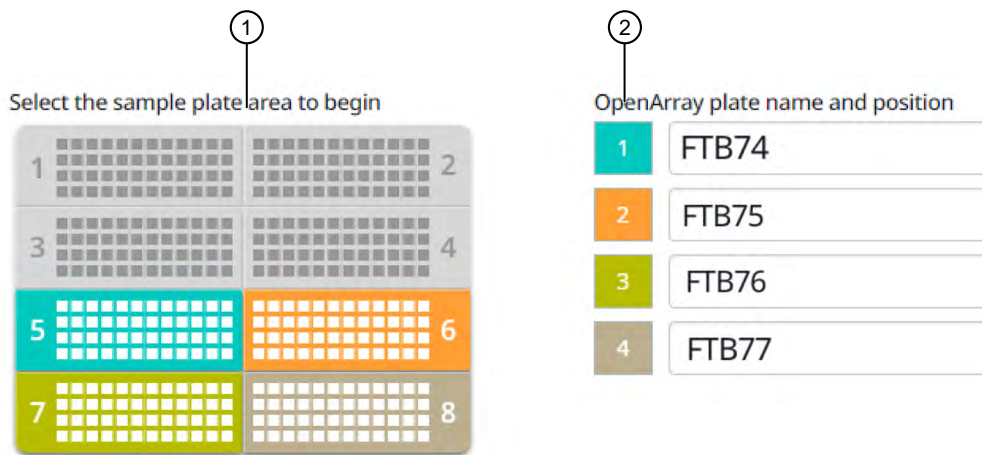 1
2
Select the sample plate area to begin
1
2
3
4
5
6
7
8
OpenArray plate name and position
1 FTB74
2 FTB75
3 FTB76
4 FTB77